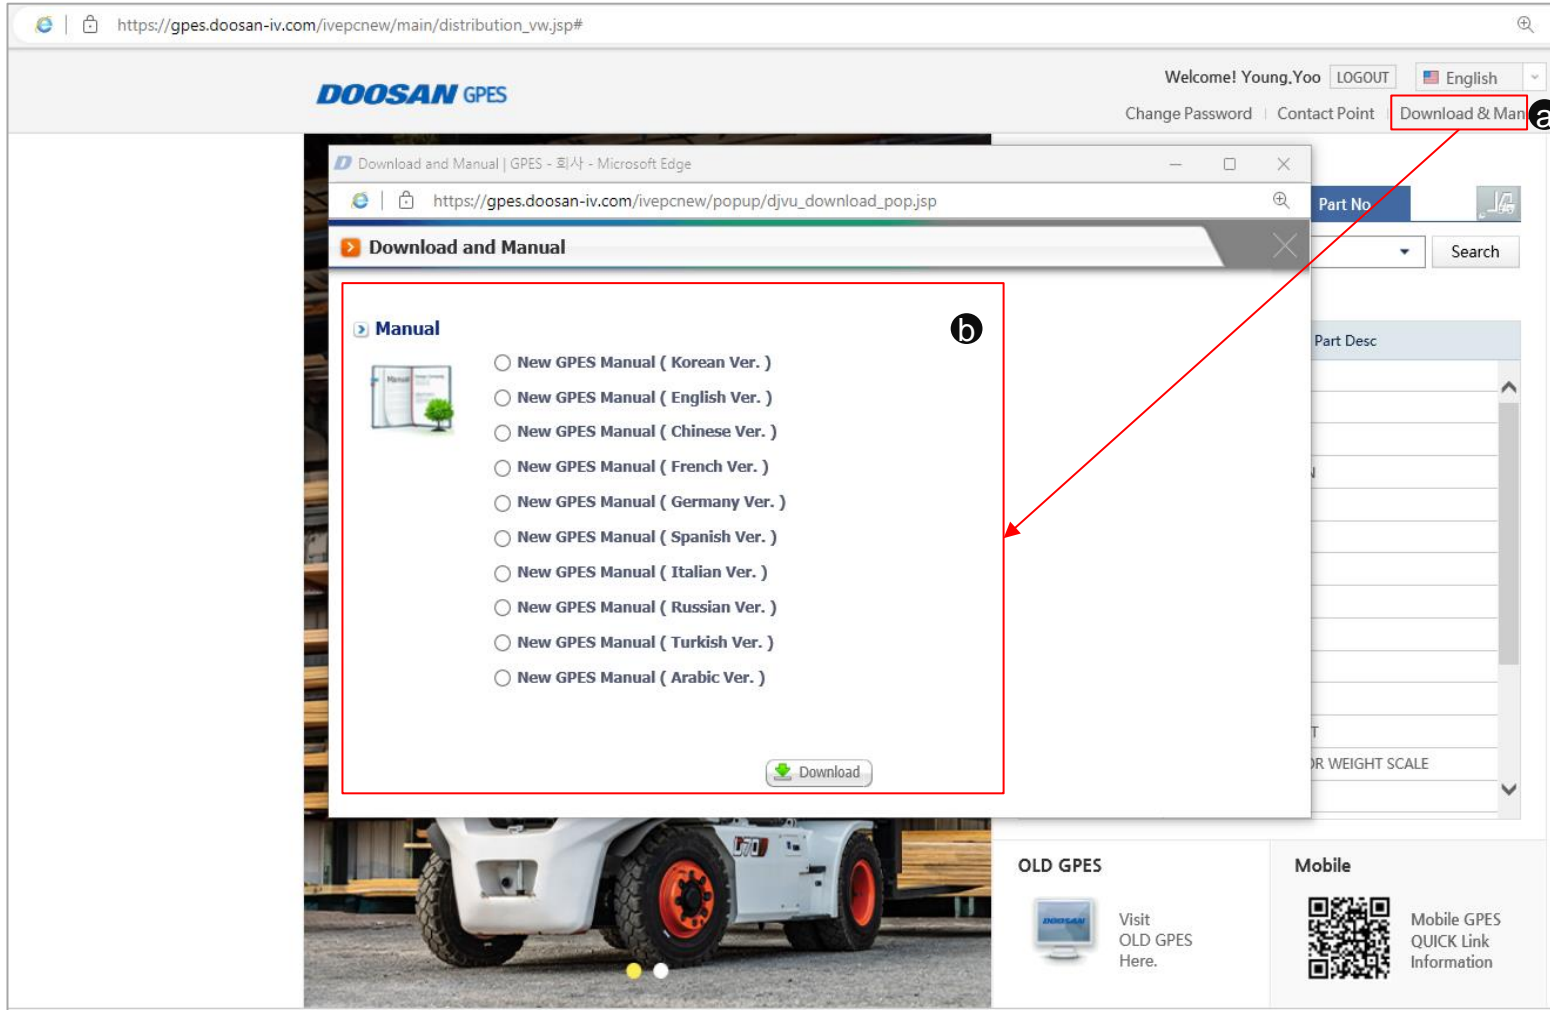 https://gpes.doosan-iv.com/ivepcnew/main/distribution_vw.jsp#
DOOSAN GPES
Welcome! Young.Yoo LOGOUT English
Change Password Contact Point Download & Man
a
Download and Manual | GPES - 회사 - Microsoft Edge
https://gpes.doosan-iv.com/ivepcnew/popup/djvu_download_pop.jsp
Download and Manual
Part No
Search
Part Desc
b
Manual
New GPES Manual ( Korean Ver. )
New GPES Manual ( English Ver. )
New GPES Manual ( Chinese Ver. )
New GPES Manual ( French Ver. )
New GPES Manual ( Germany Ver. )
New GPES Manual ( Spanish Ver. )
New GPES Manual ( Italian Ver. )
New GPES Manual ( Russian Ver. )
New GPES Manual ( Turkish Ver. )
New GPES Manual ( Arabic Ver. )
Download
T
OR WEIGHT SCALE
D70
OLD GPES
DOOSAN
Visit
OLD GPES
Here.
Mobile
Mobile GPES
QUICK Link
Information